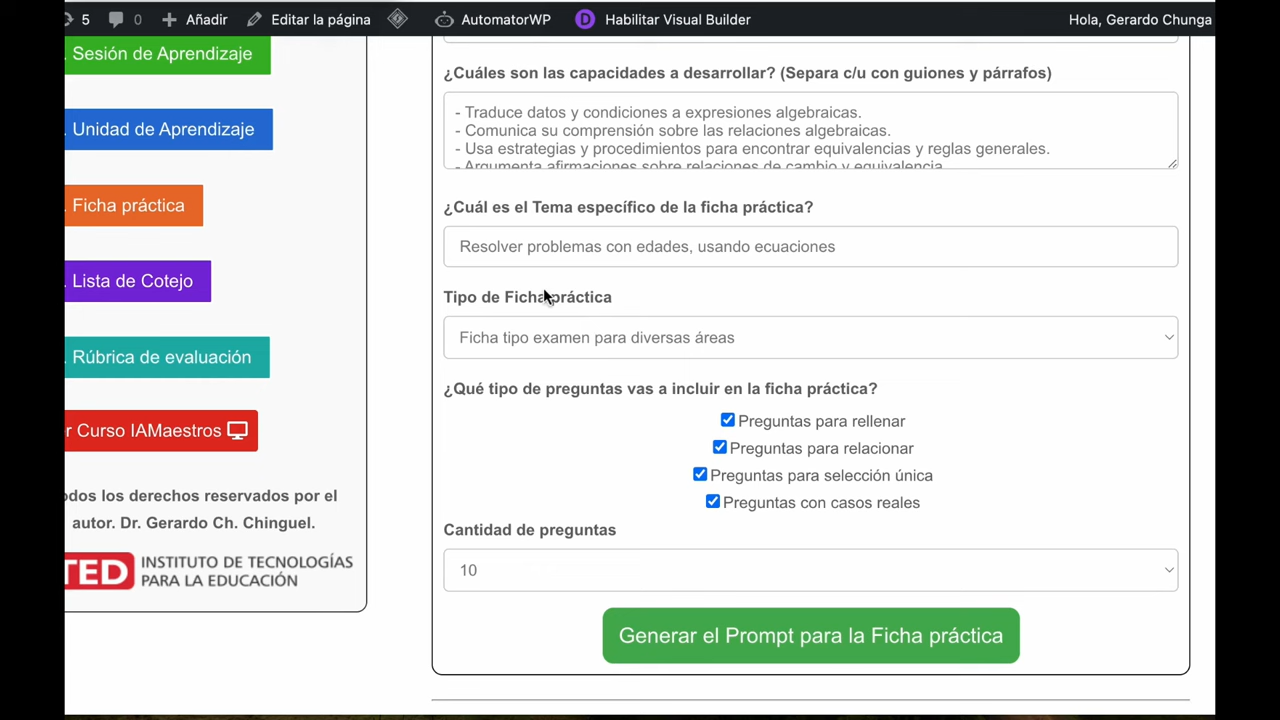 5 0 Añadir Editar la página AutomatorWP D Habilitar Visual Builder Hola, Gerardo Chunga
. Sesión de Aprendizaje
. Unidad de Aprendizaje
. Ficha práctica
. Lista de Cotejo
. Rúbrica de evaluación
r Curso IAMaestros
odos los derechos reservados por el
autor. Dr. Gerardo Ch. Chinguel.
TED INSTITUTO DE TECNOLOGÍAS
PARA LA EDUCACIÓN
¿Cuáles son las capacidades a desarrollar? (Separa c/u con guiones y párrafos)
- Traduce datos y condiciones a expresiones algebraicas.
- Comunica su comprensión sobre las relaciones algebraicas.
- Usa estrategias y procedimientos para encontrar equivalencias y reglas generales.
- Argumenta afirmaciones sobre relaciones de cambio y equivalencia
¿Cuál es el Tema específico de la ficha práctica?
Resolver problemas con edades, usando ecuaciones
Tipo de Ficha práctica
Ficha tipo examen para diversas áreas
¿Qué tipo de preguntas vas a incluir en la ficha práctica?
Preguntas para rellenar
Preguntas para relacionar
Preguntas para selección única
Preguntas con casos reales
Cantidad de preguntas
10
Generar el Prompt para la Ficha práctica